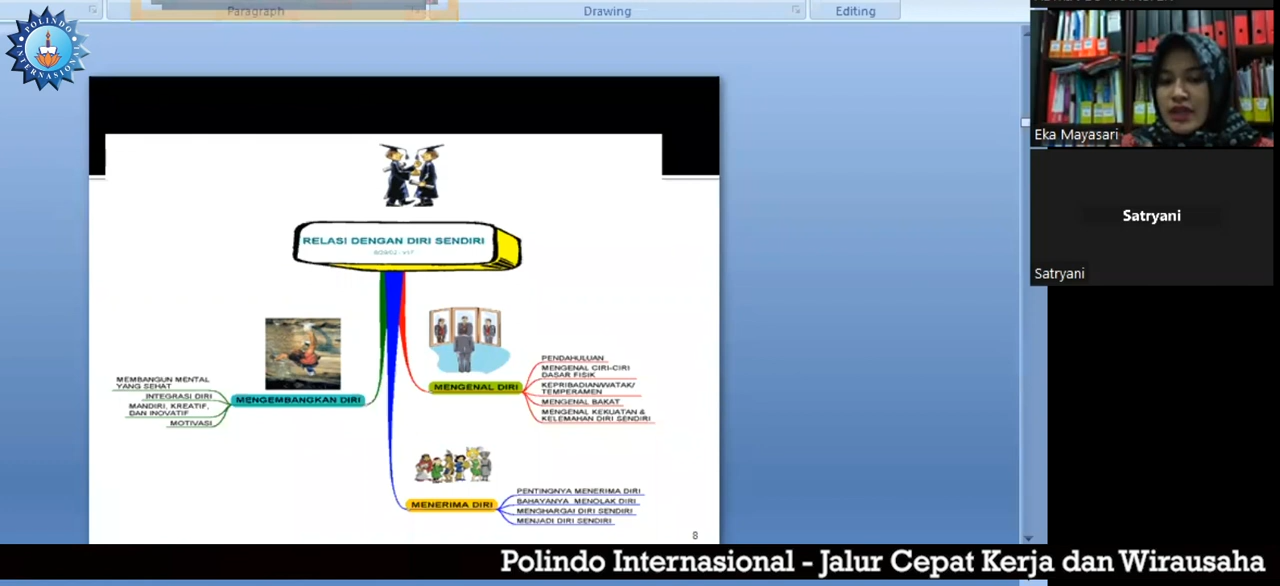 Paragraph
Drawing
Editing
POLINDO
INTERNASIONAL
Eka Mayasari
Satryani
Satryani
RELASI DENGAN DIRI SENDIRI
MENGENAL DIRI
PENDAHULUAN
MENGENAL CIRI-CIRI
DASAR FISIK
KEPRIBADIAN/WATAK/
TEMPERAMEN
MENGENAL BAKAT
MENGENAL KEKUATAN &
KELEMAHAN DIRI SENDIRI
MENGEMBANGKAN DIRI
MEMBANGUN MENTAL
YANG SEHAT
INTEGRASI DIRI
MANDIRI, KREATIF,
DAN INOVATIF
MOTIVASI
MENERIMA DIRI
PENTINGNYA MENERIMA DIRI
BAHAYANYA MENOLAK DIRI
MENGHARGAI DIRI SENDIRI
MENJADI DIRI SENDIRI
8
Polindo Internasional - Jalur Cepat Kerja dan Wirausaha